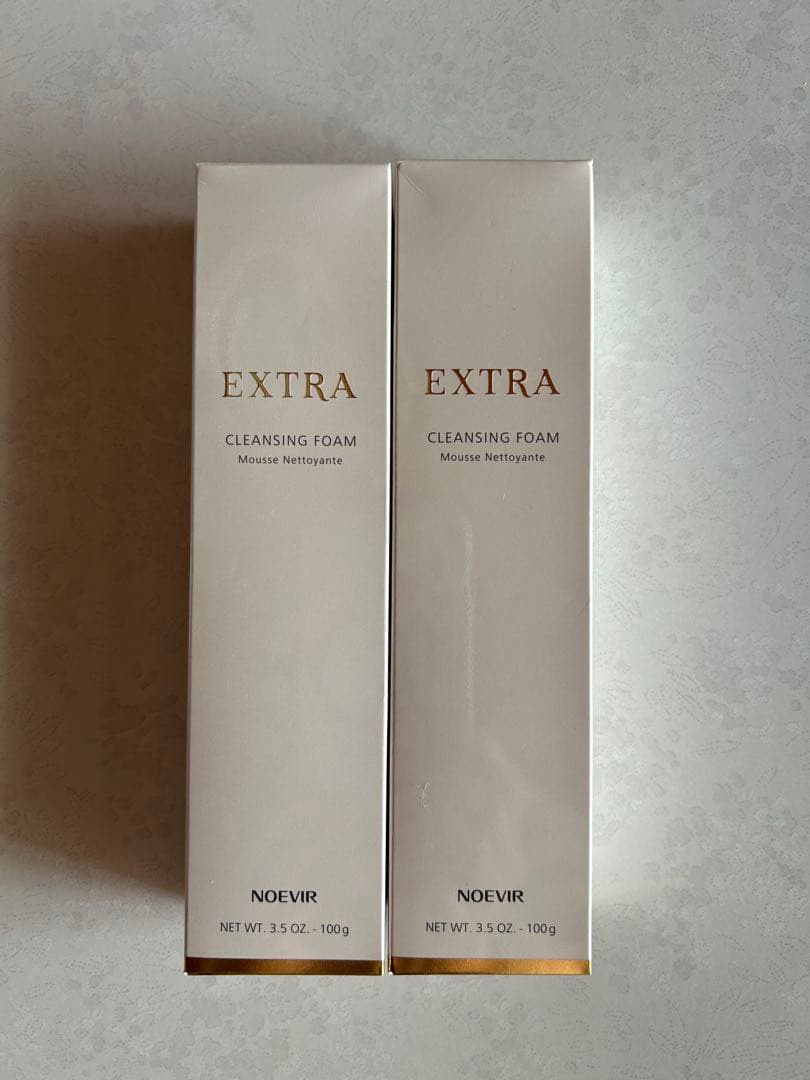 EXTRA
CLEANSING FOAM
Mousse Nettoyante
NOEVIR
NET WT. 3.5 OZ. - 100g
EXTRA
CLEANSING FOAM
Mousse Nettoyante
NOEVIR
NET WT. 3.5 OZ. - 100g